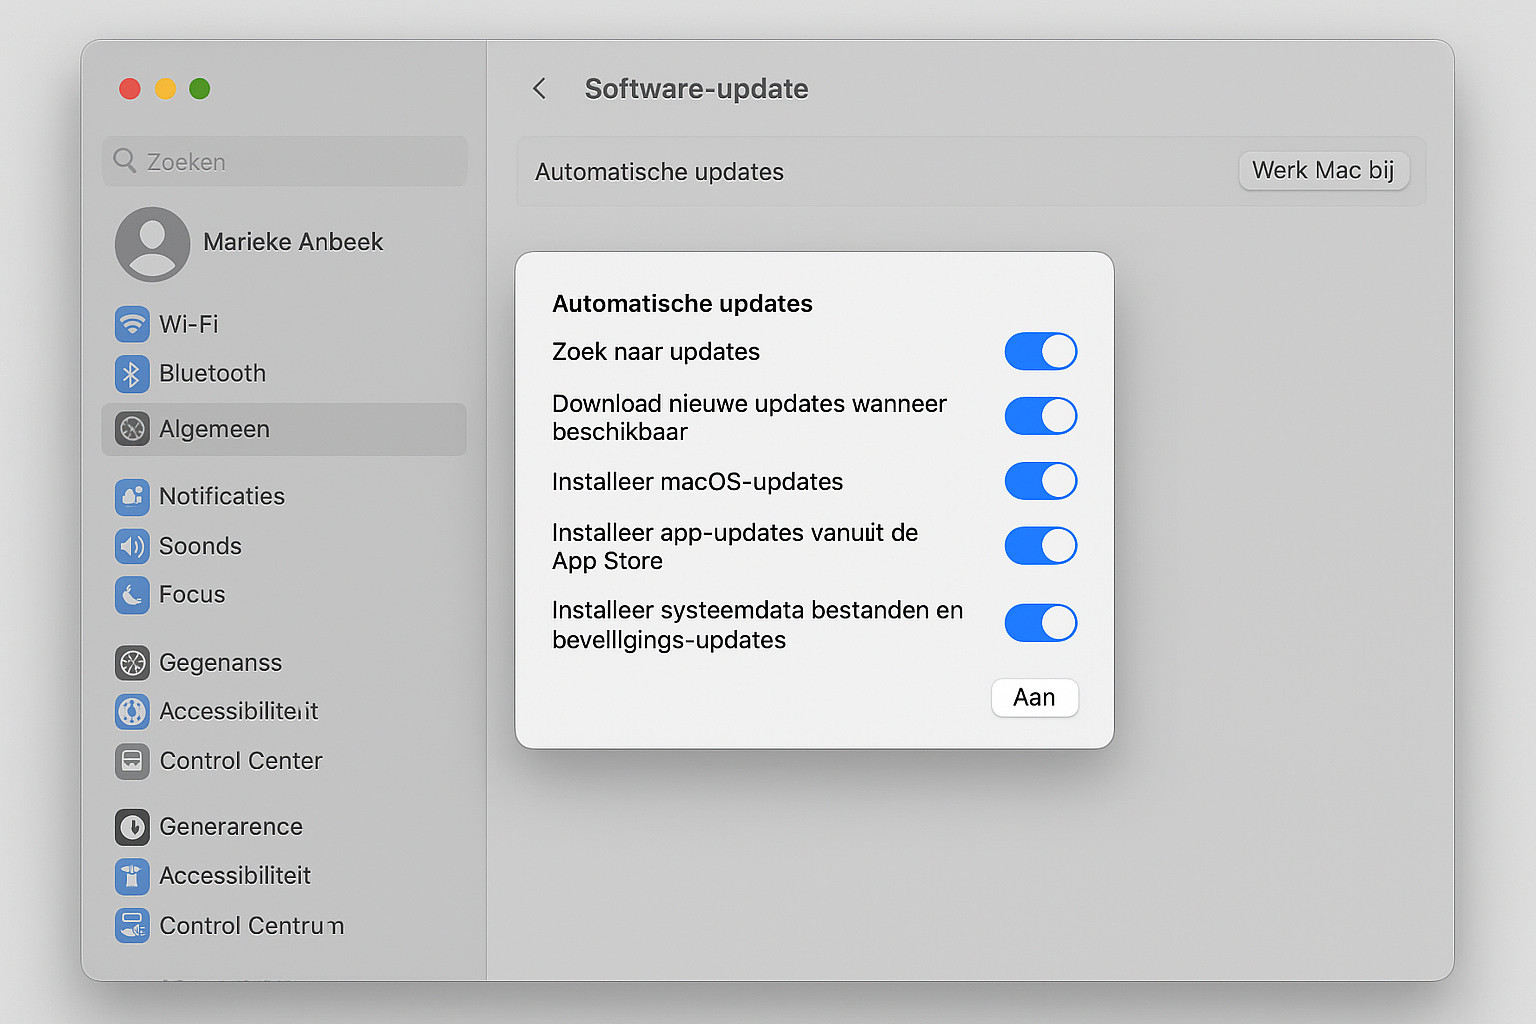 Software-update
Zoeken
Automatische updates
Werk Mac bij
Marieke Anbeek
Wi-Fi
Bluetooth
Algemeen
Notificaties
Soonds
Focus
Gegenanss
Accessibiliteit
Control Center
Generarence
Accessibiliteit
Control Centrum
Automatische updates
Zoek naar updates
Download nieuwe updates wanneer
beschikbaar
Installeer macOS-updates
Installeer app-updates vanuit de
App Store
Installeer systeemdata bestanden en
bevelllgings-updates
Aan